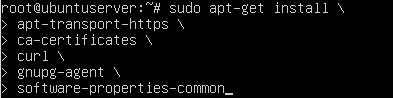 root@ubuntuserver:~# sudo apt-get install \
> apt-transport-https \
> ca-certificates \
> curl \
> gnupg-agent \
> software-properties-common_